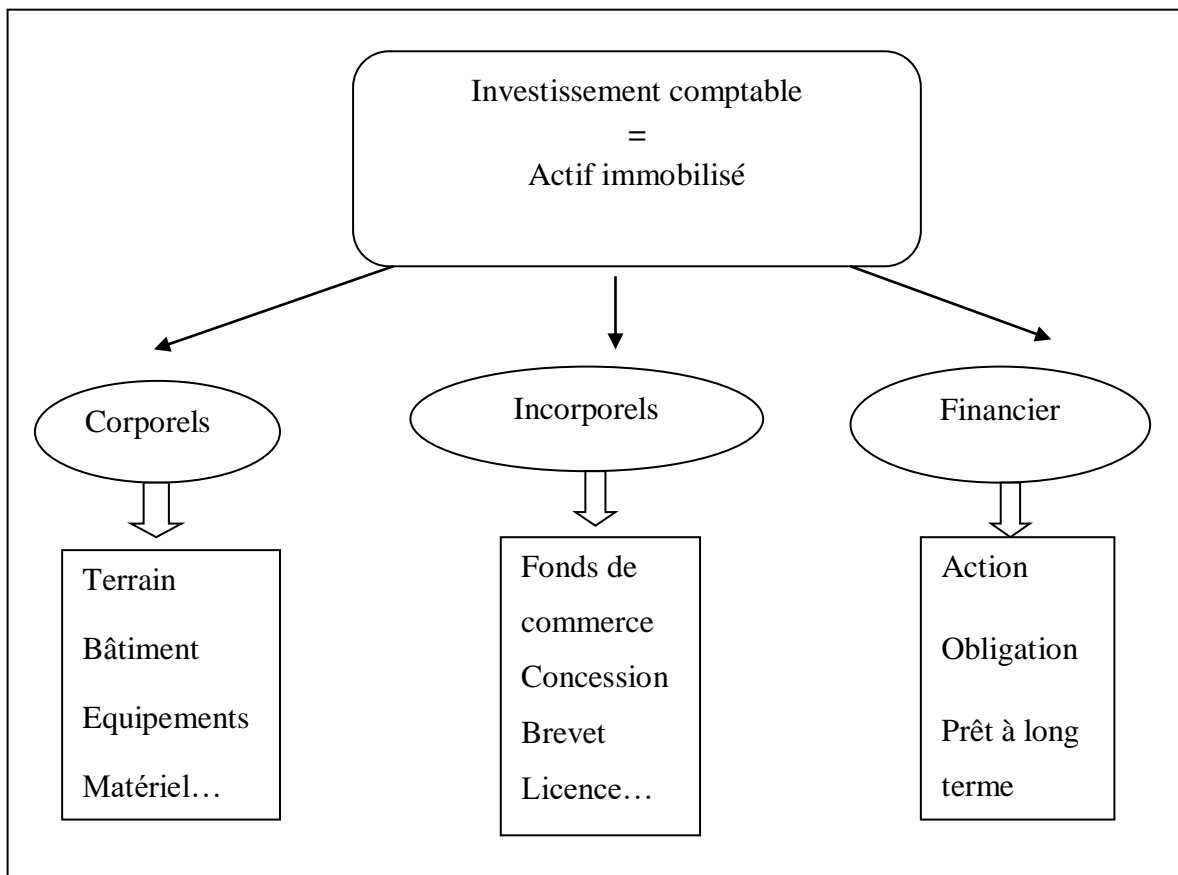 Investissement comptable
=
Actif immobilisé
Corporels
Incorporels
Financier
Terrain
Bâtiment
Equipements
Matériel…
Fonds de
commerce
Concession
Brevet
Licence…
Action
Obligation
Prêt à long
terme